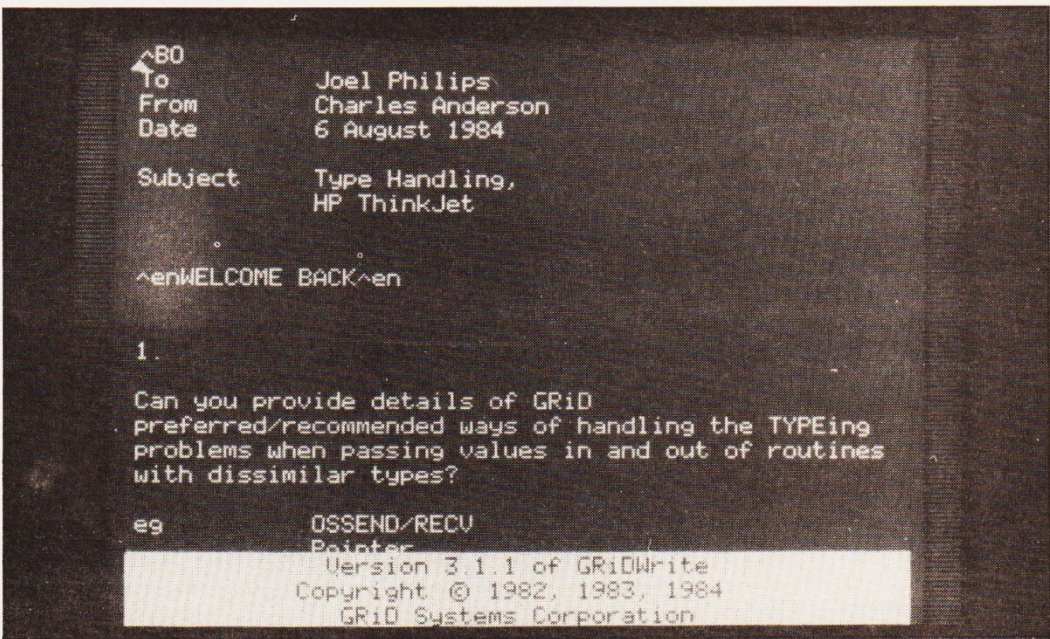 ^BO
To Joel Philips
From Charles Anderson
Date 6 August 1984
Subject Type Handling,
HP ThinkJet
^enWELCOME BACK^en
1.
Can you provide details of GRiD
preferred/recommended ways of handling the TYPEing
problems when passing values in and out of routines
with dissimilar types?
eg OSSEND/RECV
Pointer
Version 3.1.1 of GRiDWrite
Copyright © 1982, 1983, 1984
GRiD Systems Corporation